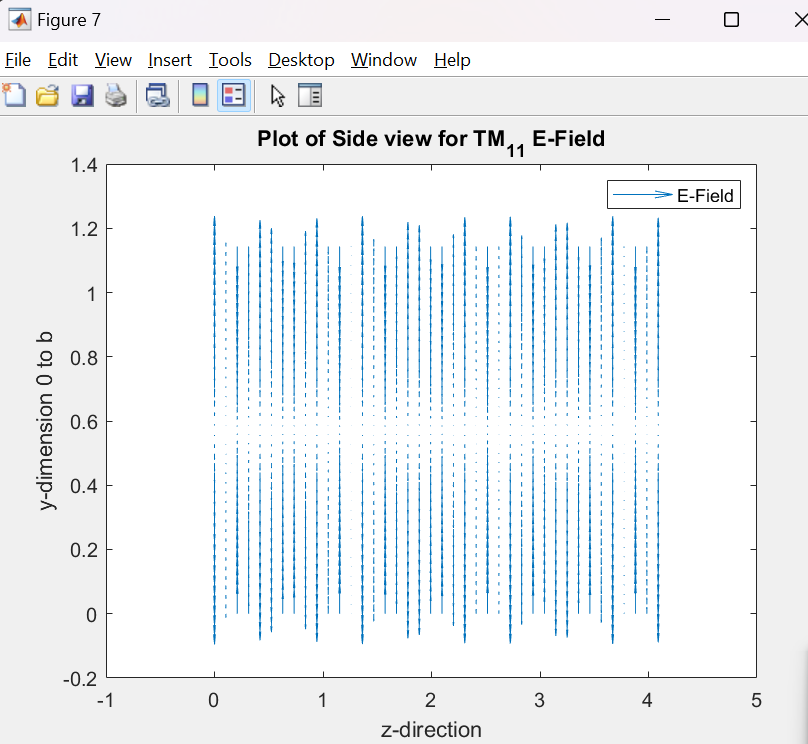 Figure 7
File Edit View Insert Tools Desktop Window Help
Plot of Side view for TM11 E-Field
E-Field
1.4
1.2
1
0.8
0.6
0.4
0.2
0
-0.2
y-dimension 0 to b
-1 0 1 2 3 4 5
z-direction